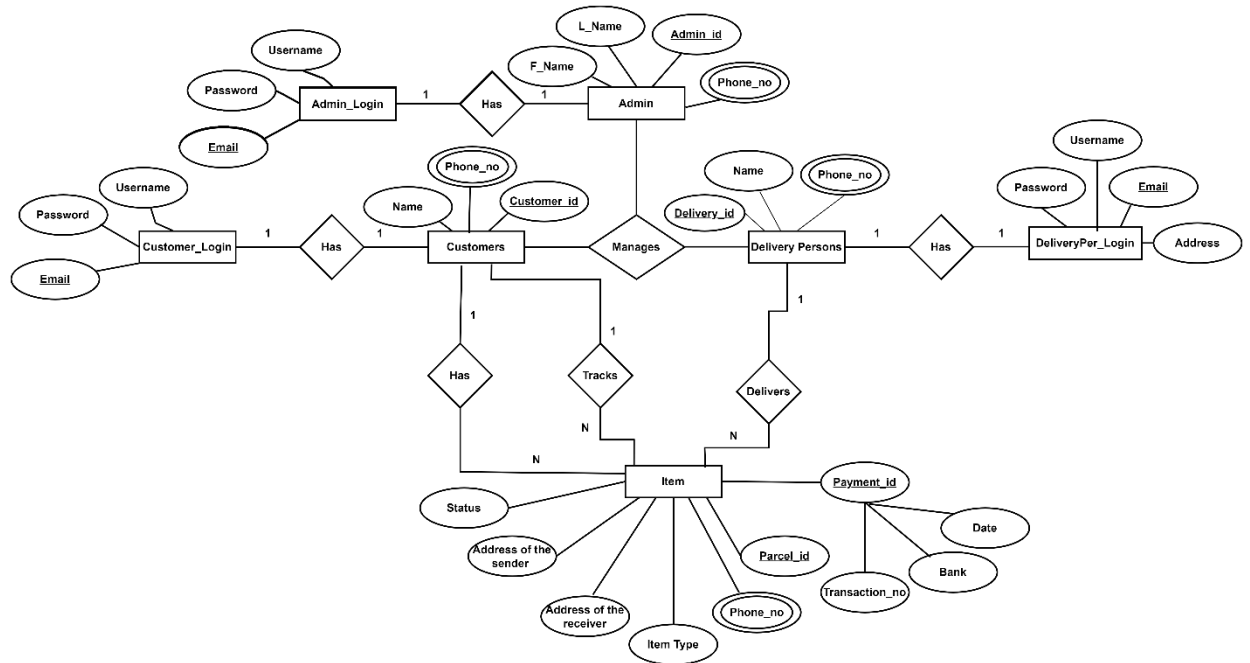 L_Name
Admin_id
Username
F_Name
Phone_no
Password
Admin_Login
1
Has
1
Admin
Email
Username
Phone_no
Name
Phone_no
Username
Password
Name
Customer_id
Delivery_id
Password
Email
Customer_Login
1
Has
1
Customers
Manages
Delivery Persons
1
Has
1
DeliveryPer_Login
Address
Email
1
1
1
Has
Tracks
Delivers
N
N
N
Item
Payment_id
Status
Date
Address of the
sender
Parcel_id
Bank
Transaction_no
Address of the
receiver
Phone_no
Item Type